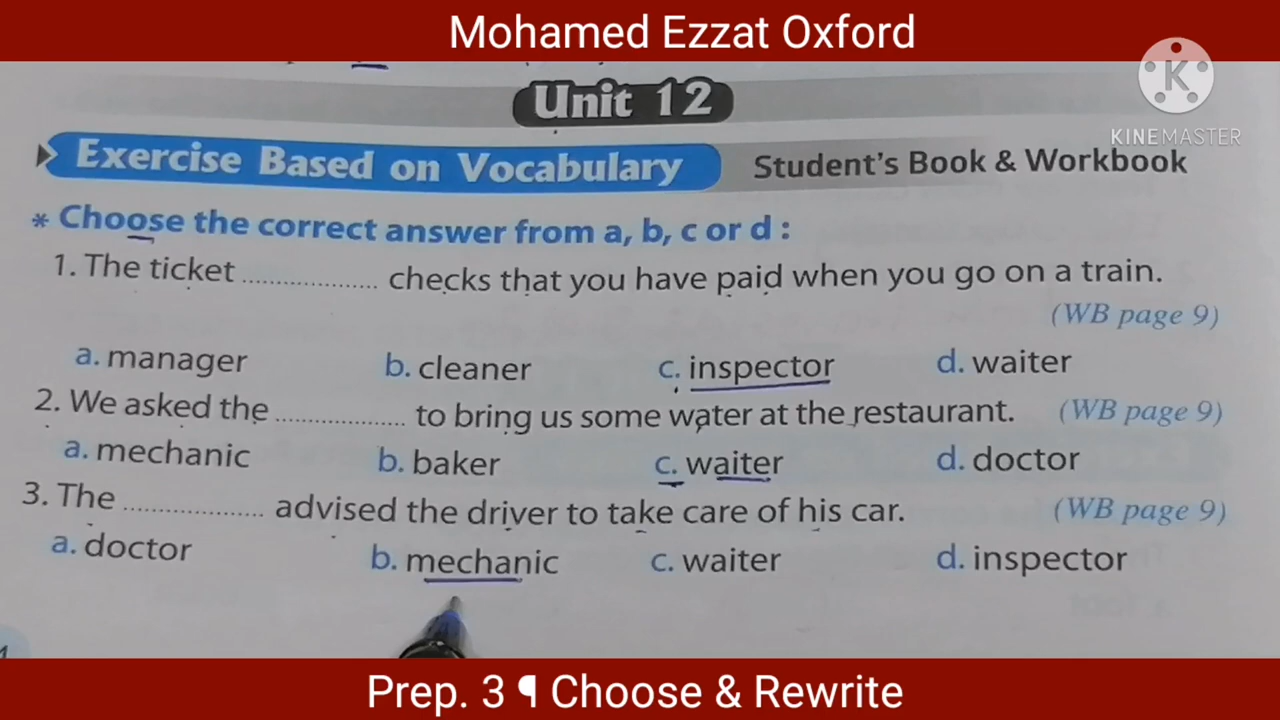 Mohamed Ezzat Oxford
K
KINEMASTER
Unit 12
Exercise Based on Vocabulary Student's Book & Workbook
* Choose the correct answer from a, b, c or d :
1. The ticket .................... checks that you have paid when you go on a train.
(WB page 9)
a. manager b. cleaner c. inspector d. waiter
2. We asked the .................... to bring us some water at the restaurant. (WB page 9)
a. mechanic b. baker c. waiter d. doctor
3. The .................... advised the driver to take care of his car. (WB page 9)
a. doctor b. mechanic c. waiter d. inspector
Prep. 3 ¶ Choose & Rewrite